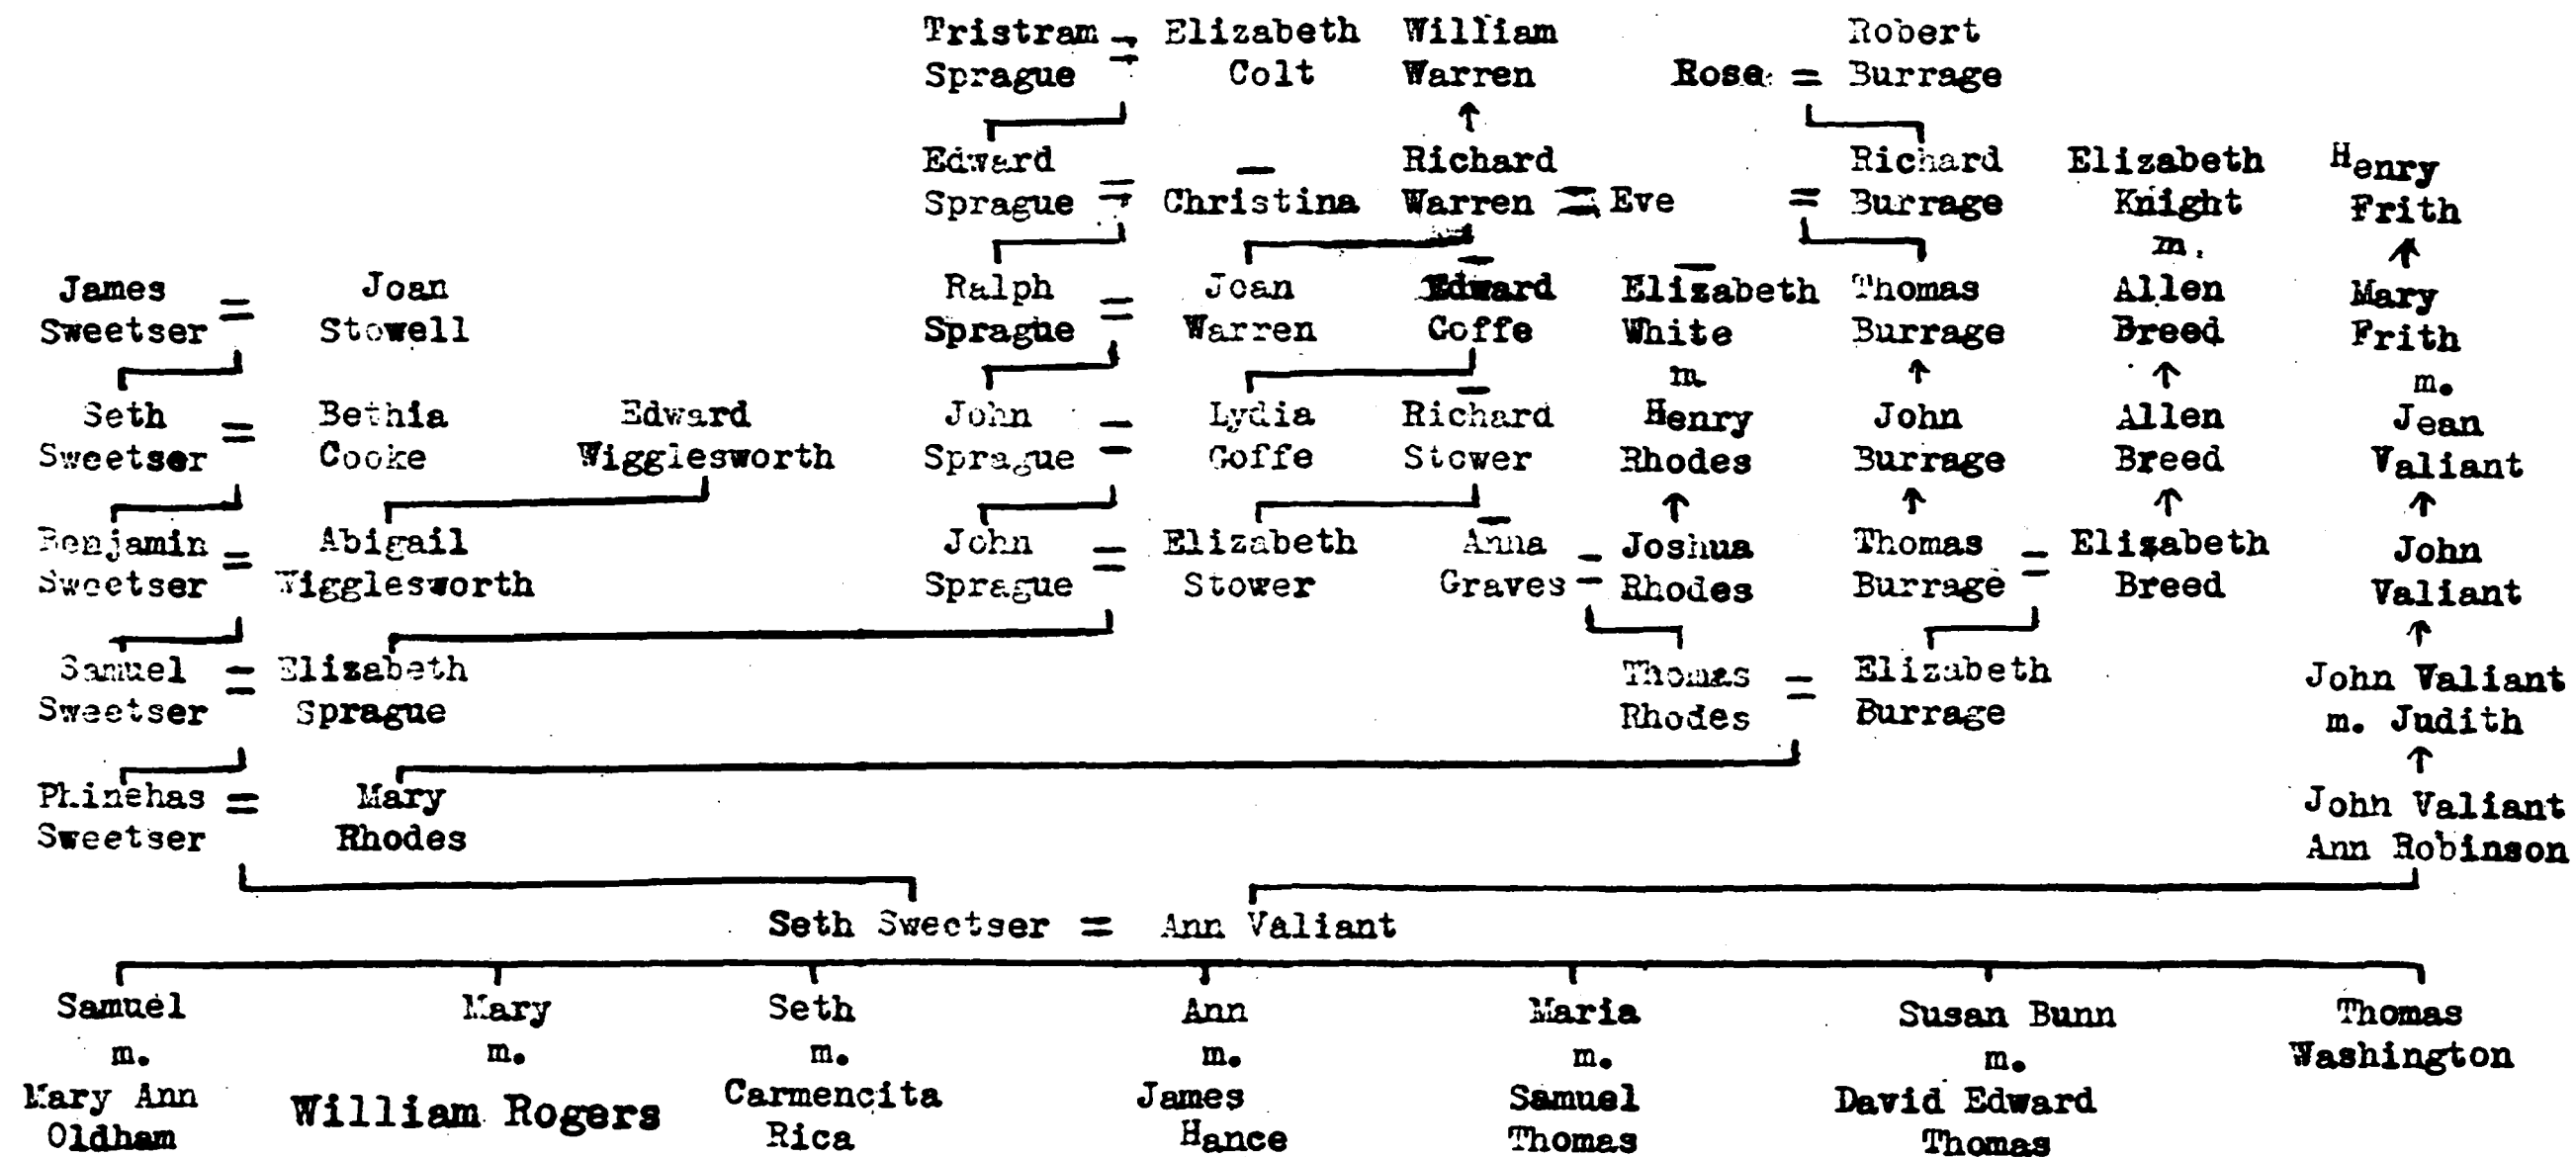 Tristram = Elizabeth William Robert
Sprague Colt Warren Rose = Burrage
↑
Edward Richard Richard Elizabeth Henry
Sprague = Christina Warren = Eve = Burrage Knight Frith
m. ↑
James = Joan Ralph = Joan Edward Elizabeth Thomas Allen Mary
Sweetser Stowell Sprague Warren Goffe White Burrage Breed Frith
m. ↑ ↑ m.
Seth = Bethia Edward John = Lydia Richard Henry John Allen Jean
Sweetser Cooke Wigglesworth Sprague Goffe Stower Rhodes Burrage Breed Valiant
↑ ↑ ↑ ↑
Benjamin = Abigail John = Elizabeth Anna = Joshua Thomas = Elizabeth John
Sweetser Wigglesworth Sprague Stower Graves Rhodes Burrage Breed Valiant
↑
Samuel = Elizabeth Thomas = Elizabeth John Valiant
Sweetser Sprague Rhodes Burrage m. Judith
↑
Phinehas = Mary John Valiant
Sweetser Rhodes Ann Robinson
Seth Sweetser = Ann Valiant
Samuel Mary Seth Ann Maria Susan Bunn Thomas
m. m. m. m. m. m. Washington
Mary Ann William Rogers Carmencita James Samuel David Edward
Oldham Rica Hance Thomas Thomas